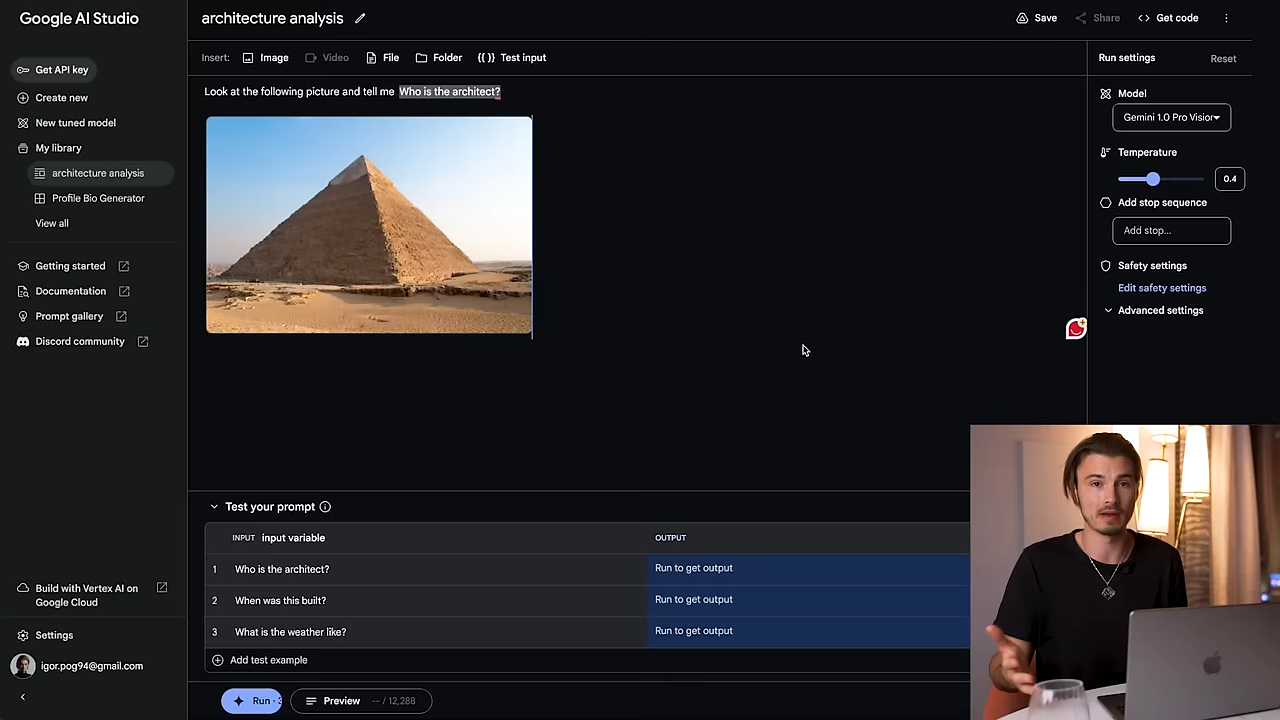 Google AI Studio
Get API key
Create new
New tuned model
My library
architecture analysis
Profile Bio Generator
View all
Getting started
Documentation
Prompt gallery
Discord community
Build with Vertex AI on
Google Cloud
Settings
igor.pog94@gmail.com
architecture analysis
Save
Share
Get code
Insert:
Image
Video
File
Folder
Test input
Look at the following picture and tell me Who is the architect?
Test your prompt
INPUT input variable
OUTPUT
1 Who is the architect?
Run to get output
2 When was this built?
Run to get output
3 What is the weather like?
Run to get output
Add test example
Run
Preview
-- / 12,288
Run settings
Reset
Model
Gemini 1.0 Pro Vision
Temperature
0.4
Add stop sequence
Add stop...
Safety settings
Edit safety settings
Advanced settings